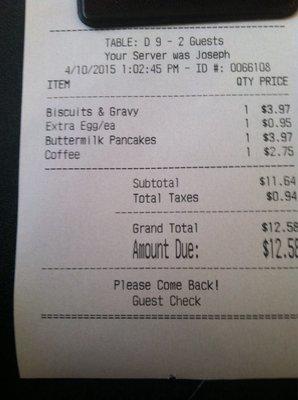 TABLE: D 9 - 2 Guests
Your Server was Joseph
4/10/2015 1:02:45 PM - ID #: 0066108
ITEM QTY PRICE
Biscuits & Gravy 1 $3.97
Extra Egg/ea 1 $0.95
Buttermilk Pancakes 1 $3.97
Coffee 1 $2.75
Subtotal $11.64
Total Taxes $0.94
Grand Total $12.58
Amount Due: $12.58
Please Come Back!
Guest Check